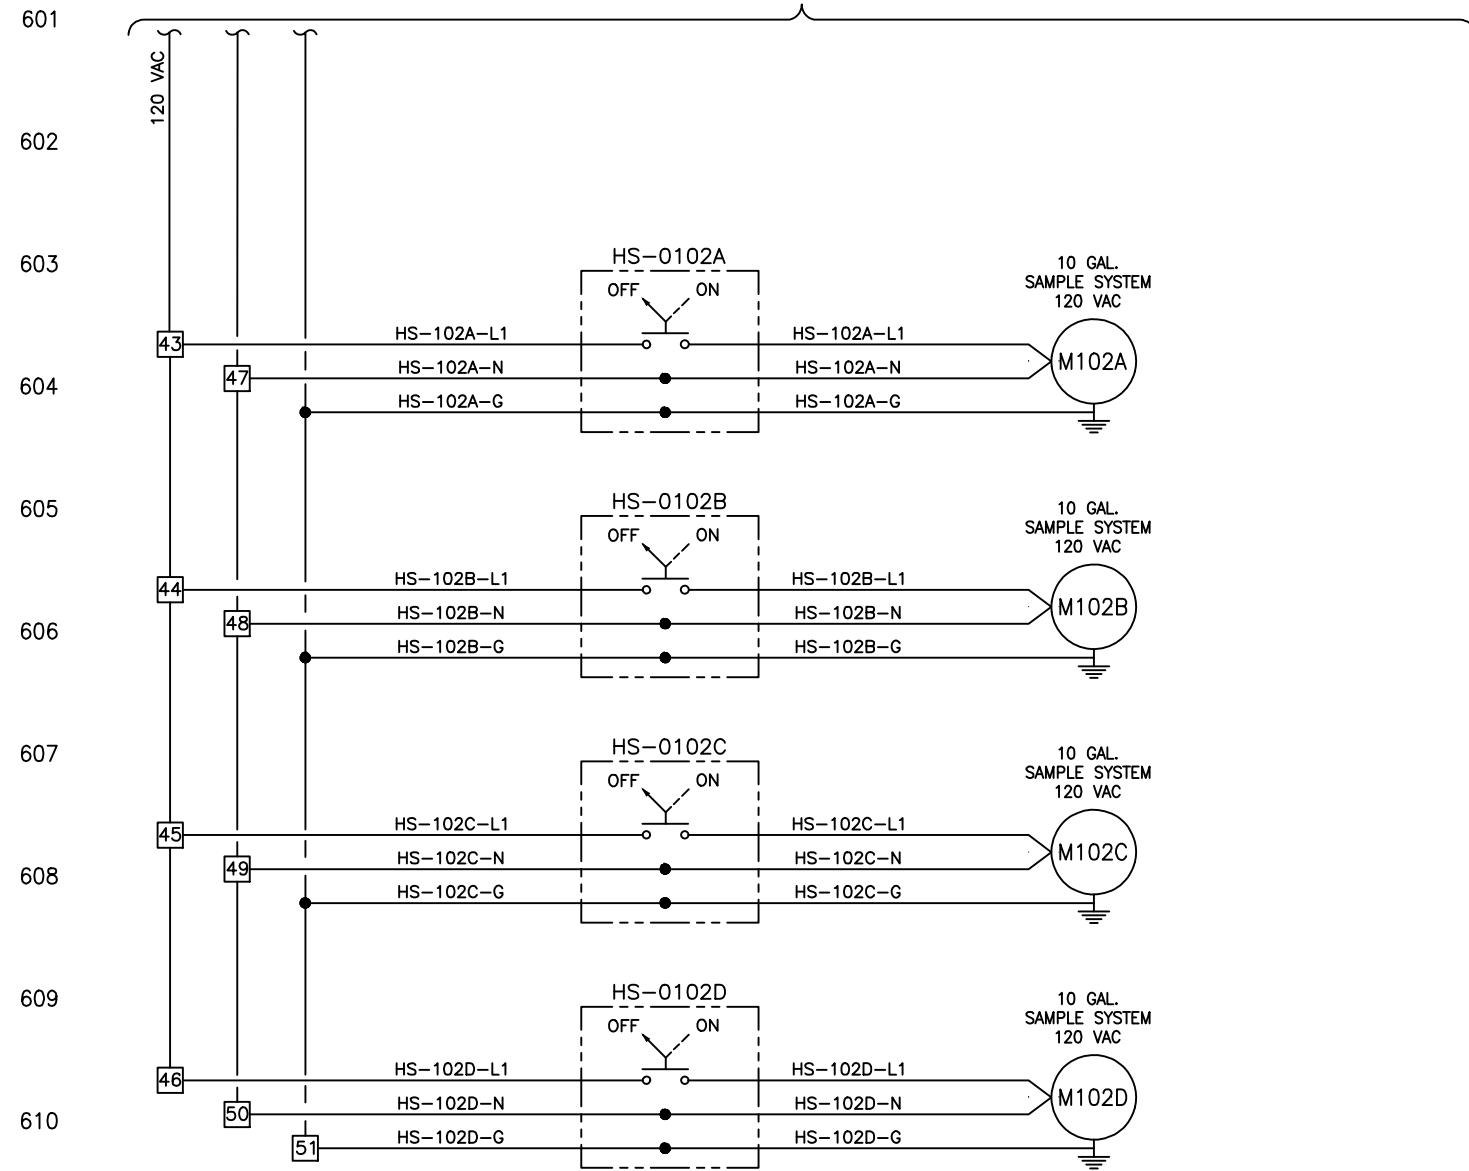 601
120 VAC
602
603
HS-0102A
10 GAL.
SAMPLE SYSTEM
120 VAC
OFF ON
43 HS-102A-L1 HS-102A-L1
M102A
47 HS-102A-N HS-102A-N
604
HS-102A-G HS-102A-G
605
HS-0102B
10 GAL.
SAMPLE SYSTEM
120 VAC
OFF ON
44 HS-102B-L1 HS-102B-L1
M102B
48 HS-102B-N HS-102B-N
606
HS-102B-G HS-102B-G
607
HS-0102C
10 GAL.
SAMPLE SYSTEM
120 VAC
OFF ON
45 HS-102C-L1 HS-102C-L1
M102C
49 HS-102C-N HS-102C-N
608
HS-102C-G HS-102C-G
609
HS-0102D
10 GAL.
SAMPLE SYSTEM
120 VAC
OFF ON
46 HS-102D-L1 HS-102D-L1
M102D
50 HS-102D-N HS-102D-N
610
51 HS-102D-G HS-102D-G